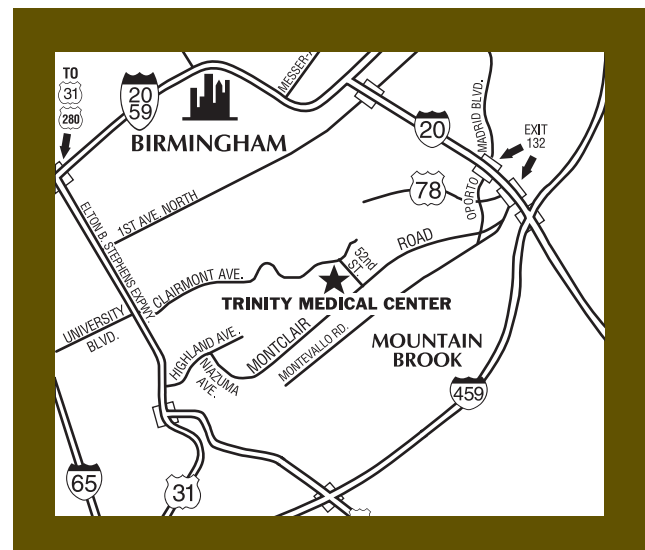 TO
31
280
20
59
MESSER-A
BIRMINGHAM
20
MADRID BLVD.
EXIT
132
78
OPORTO
1ST AVE. NORTH
ELTON B. STEPHENS EXPWY.
CLAIRMONT AVE.
52nd
ST.
ROAD
TRINITY MEDICAL CENTER
UNIVERSITY
BLVD.
HIGHLAND AVE.
NIAZUMA
AVE.
MONTCLAIR
MONTEVALLO RD.
MOUNTAIN
BROOK
459
65
31